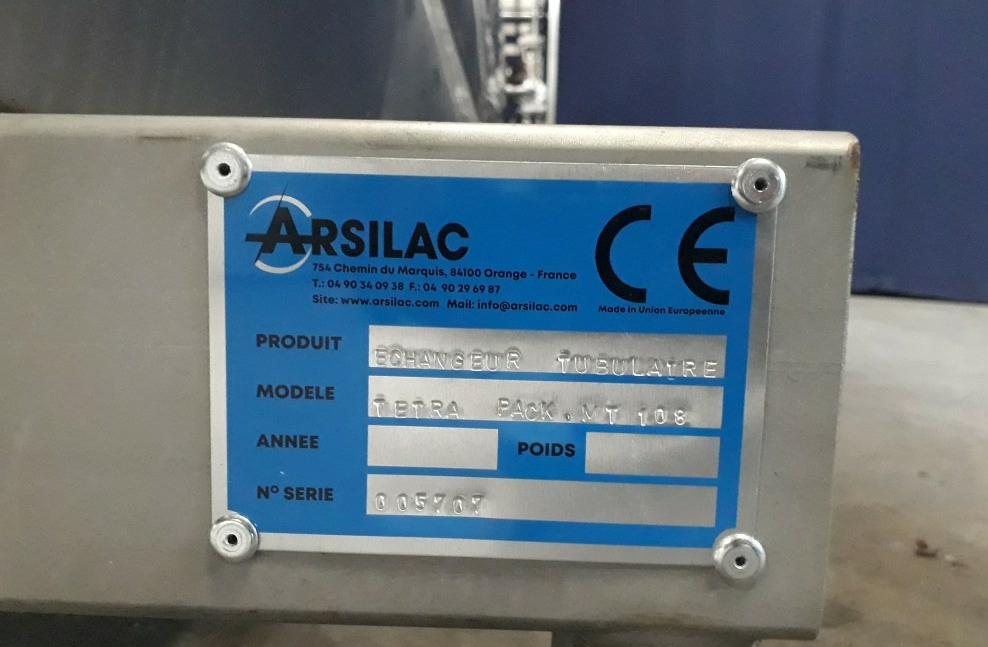 ARSILAC
754 Chemin du Marquis, 84100 Orange - France
T.: 04 90 34 09 38 F.: 04 90 29 69 87
Site: www.arsilac.com Mail: info@arsilac.com
CE
Made in Union Europeenne
PRODUIT ECHANGEUR TUBULAIRE
MODELE TETRA PACK.MT 108
ANNEE POIDS
N° SERIE 005707